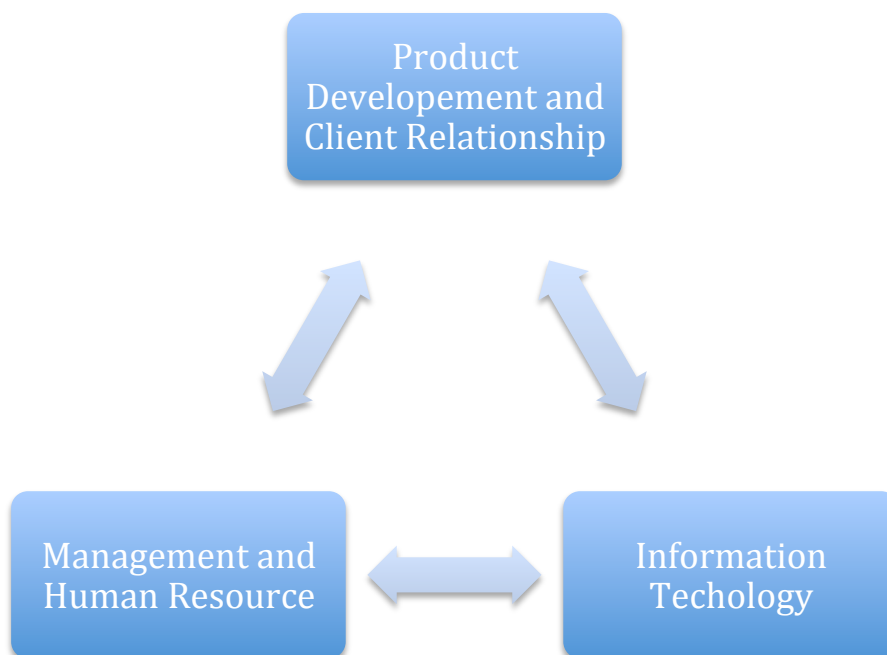 Product
Developement and
Client Relationship
Management and
Human Resource
Information
Techology